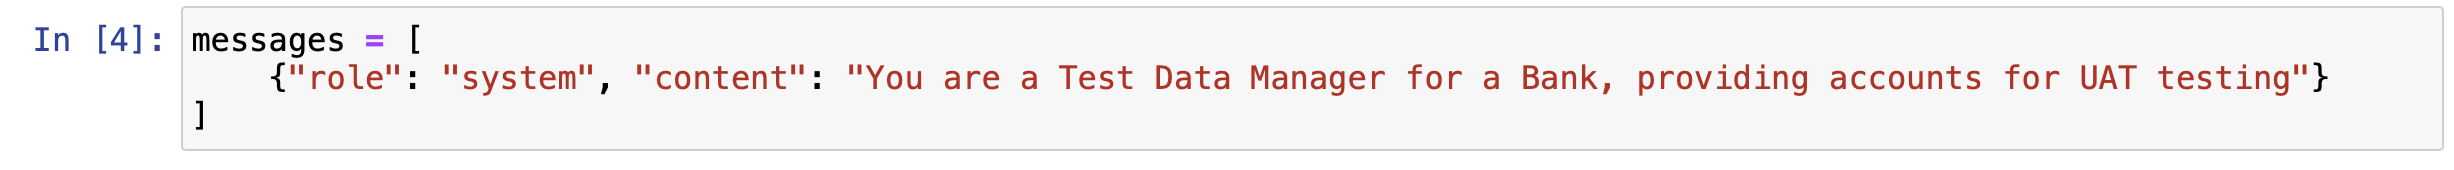 In [4]: messages = [
    {"role": "system", "content": "You are a Test Data Manager for a Bank, providing accounts for UAT testing"}
]